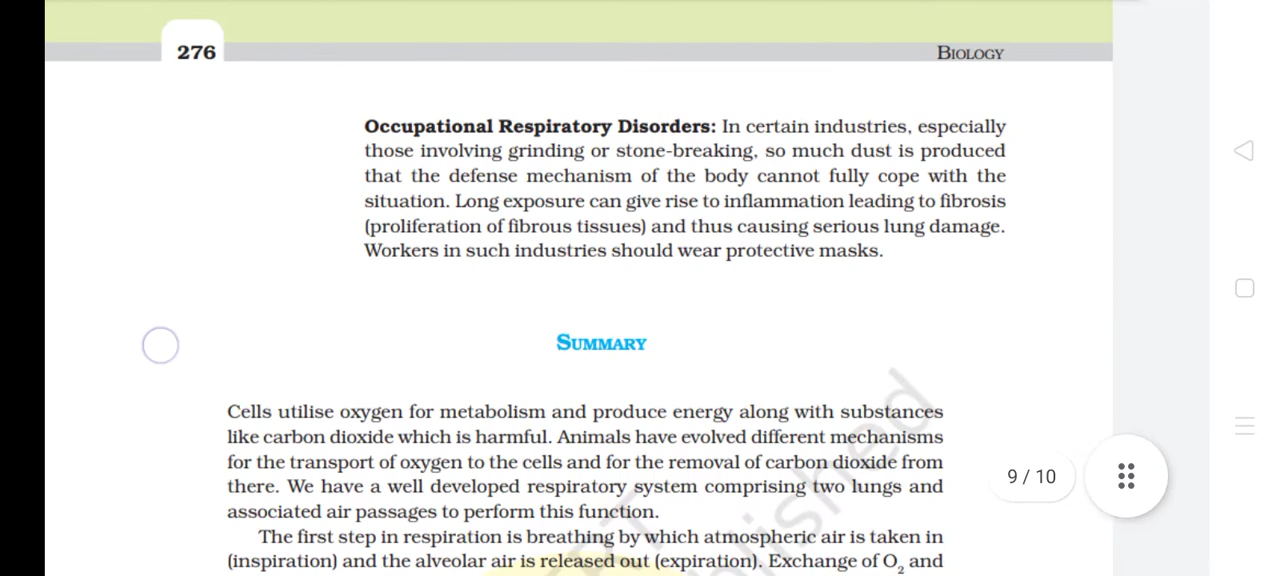 276
BIOLOGY
Occupational Respiratory Disorders: In certain industries, especially
those involving grinding or stone-breaking, so much dust is produced
that the defense mechanism of the body cannot fully cope with the
situation. Long exposure can give rise to inflammation leading to fibrosis
(proliferation of fibrous tissues) and thus causing serious lung damage.
Workers in such industries should wear protective masks.
SUMMARY
Cells utilise oxygen for metabolism and produce energy along with substances
like carbon dioxide which is harmful. Animals have evolved different mechanisms
for the transport of oxygen to the cells and for the removal of carbon dioxide from
there. We have a well developed respiratory system comprising two lungs and
associated air passages to perform this function.
The first step in respiration is breathing by which atmospheric air is taken in
(inspiration) and the alveolar air is released out (expiration). Exchange of O₂ and
9 / 10